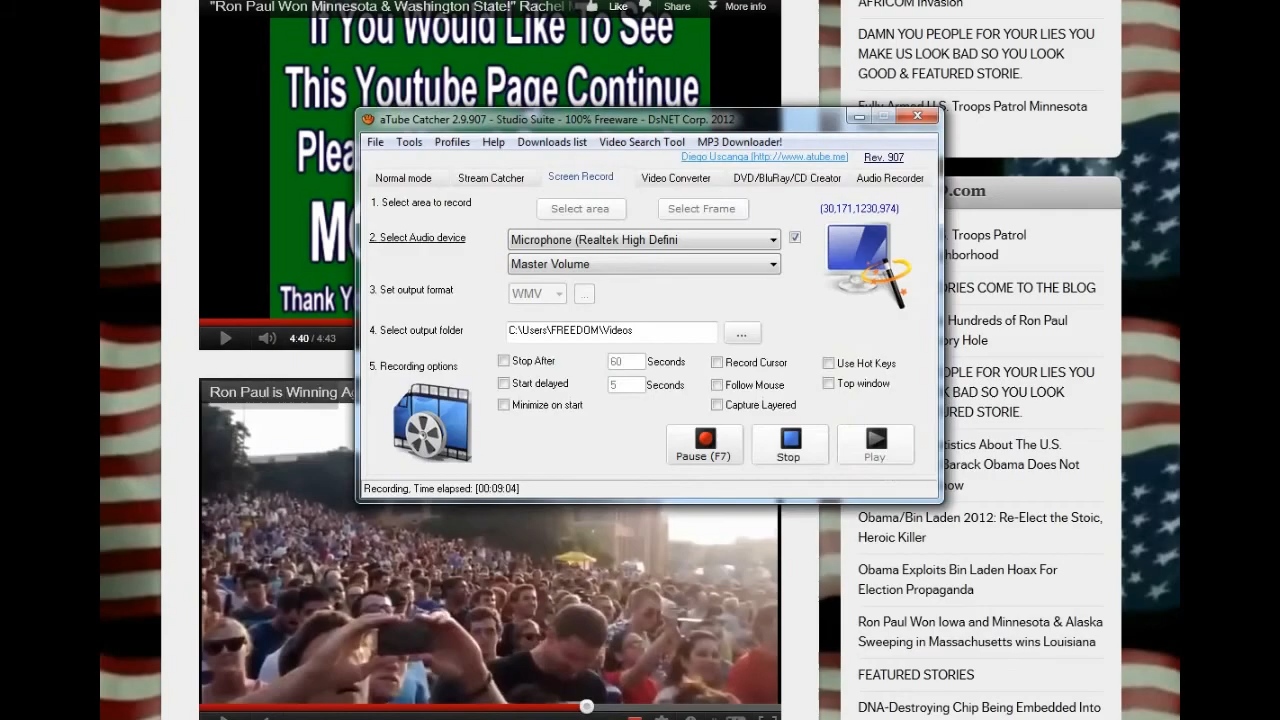 "Ron Paul Won Minnesota & Washington State!" Rachel
Like
Share
More info
If You Would Like To See
This Youtube Page Continue
Thank
4:40 / 4:43
Ron Paul is Winning
aTube Catcher 2.9.907 - Studio Suite - 100% Freeware - DsNET Corp. 2012
File Tools Profiles Help Downloads list Video Search Tool MP3 Downloader!
Diego Uscanga [http://www.atube.me] Rev. 907
Normal mode Stream Catcher Screen Record Video Converter DVD/BluRay/CD Creator Audio Recorder
1. Select area to record Select area Select Frame (30,171,1230,974)
2. Select Audio device Microphone (Realtek High Defini
Master Volume
3. Set output format WMV ...
4. Select output folder C:\Users\FREEDOM\Videos ...
5. Recording options
Stop After 60 Seconds Record Cursor Use Hot Keys
Start delayed 5 Seconds Follow Mouse Top window
Minimize on start Capture Layered
Pause (F7) Stop Play
Recording, Time elapsed: [00:09:04]
AFRICOM Invasion
DAMN YOU PEOPLE FOR YOUR LIES YOU
MAKE US LOOK BAD SO YOU LOOK
GOOD & FEATURED STORIE.
Fully Armed U.S. Troops Patrol Minnesota
.com
Troops Patrol
ORIES COME TO THE BLOG
Hundreds of Ron Paul
Hole
FOR YOUR LIES YOU
BAD SO YOU LOOK
STORIE.
About The U.S.
Barack Obama Does Not
Obama/Bin Laden 2012: Re-Elect the Stoic,
Heroic Killer
Obama Exploits Bin Laden Hoax For
Election Propaganda
Ron Paul Won Iowa and Minnesota & Alaska
Sweeping in Massachusetts wins Louisiana
FEATURED STORIES
DNA-Destroying Chip Being Embedded Into